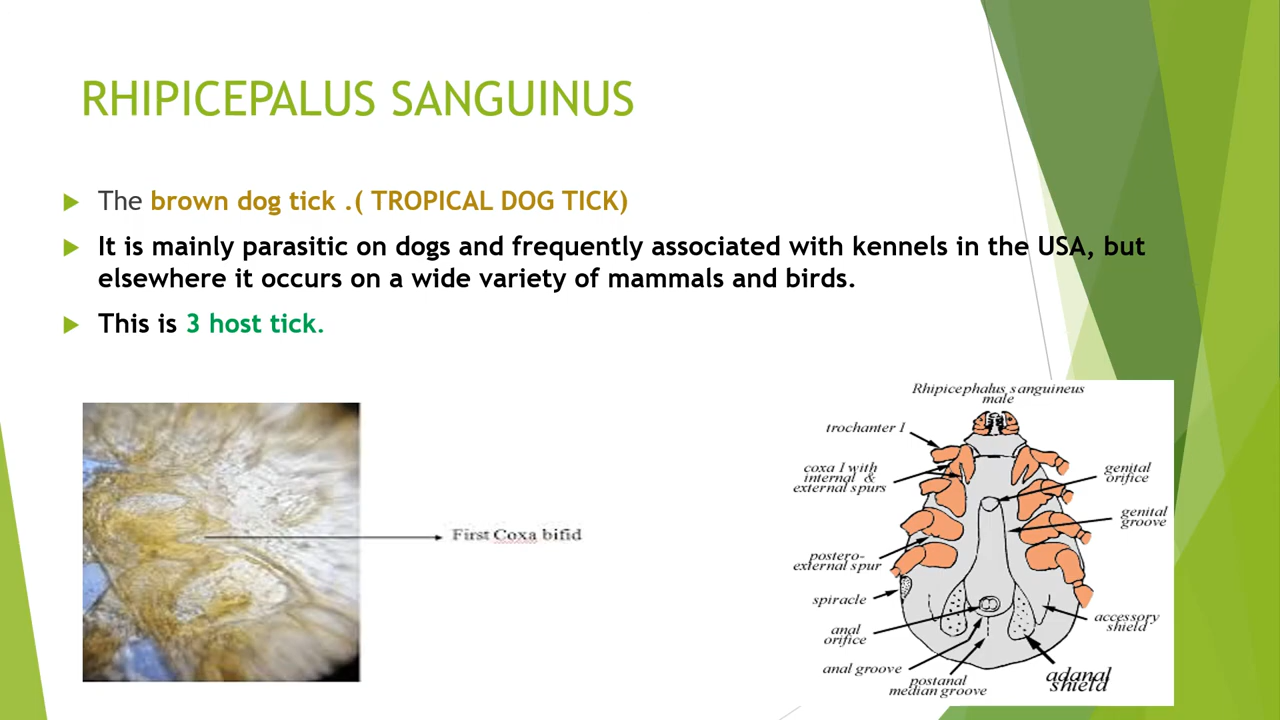 RHIPICEPALUS SANGUINUS
The brown dog tick .( TROPICAL DOG TICK)
It is mainly parasitic on dogs and frequently associated with kennels in the USA, but
elsewhere it occurs on a wide variety of mammals and birds.
This is 3 host tick.
First Coxa bifid
Rhipicephalus sanguineus
male
trochanter I
coxa I with
internal &
external spurs
postero-
external spur
spiracle
anal
orifice
anal groove
postanal
median groove
genital
orifice
genital
groove
accessory
shield
adanal
shield